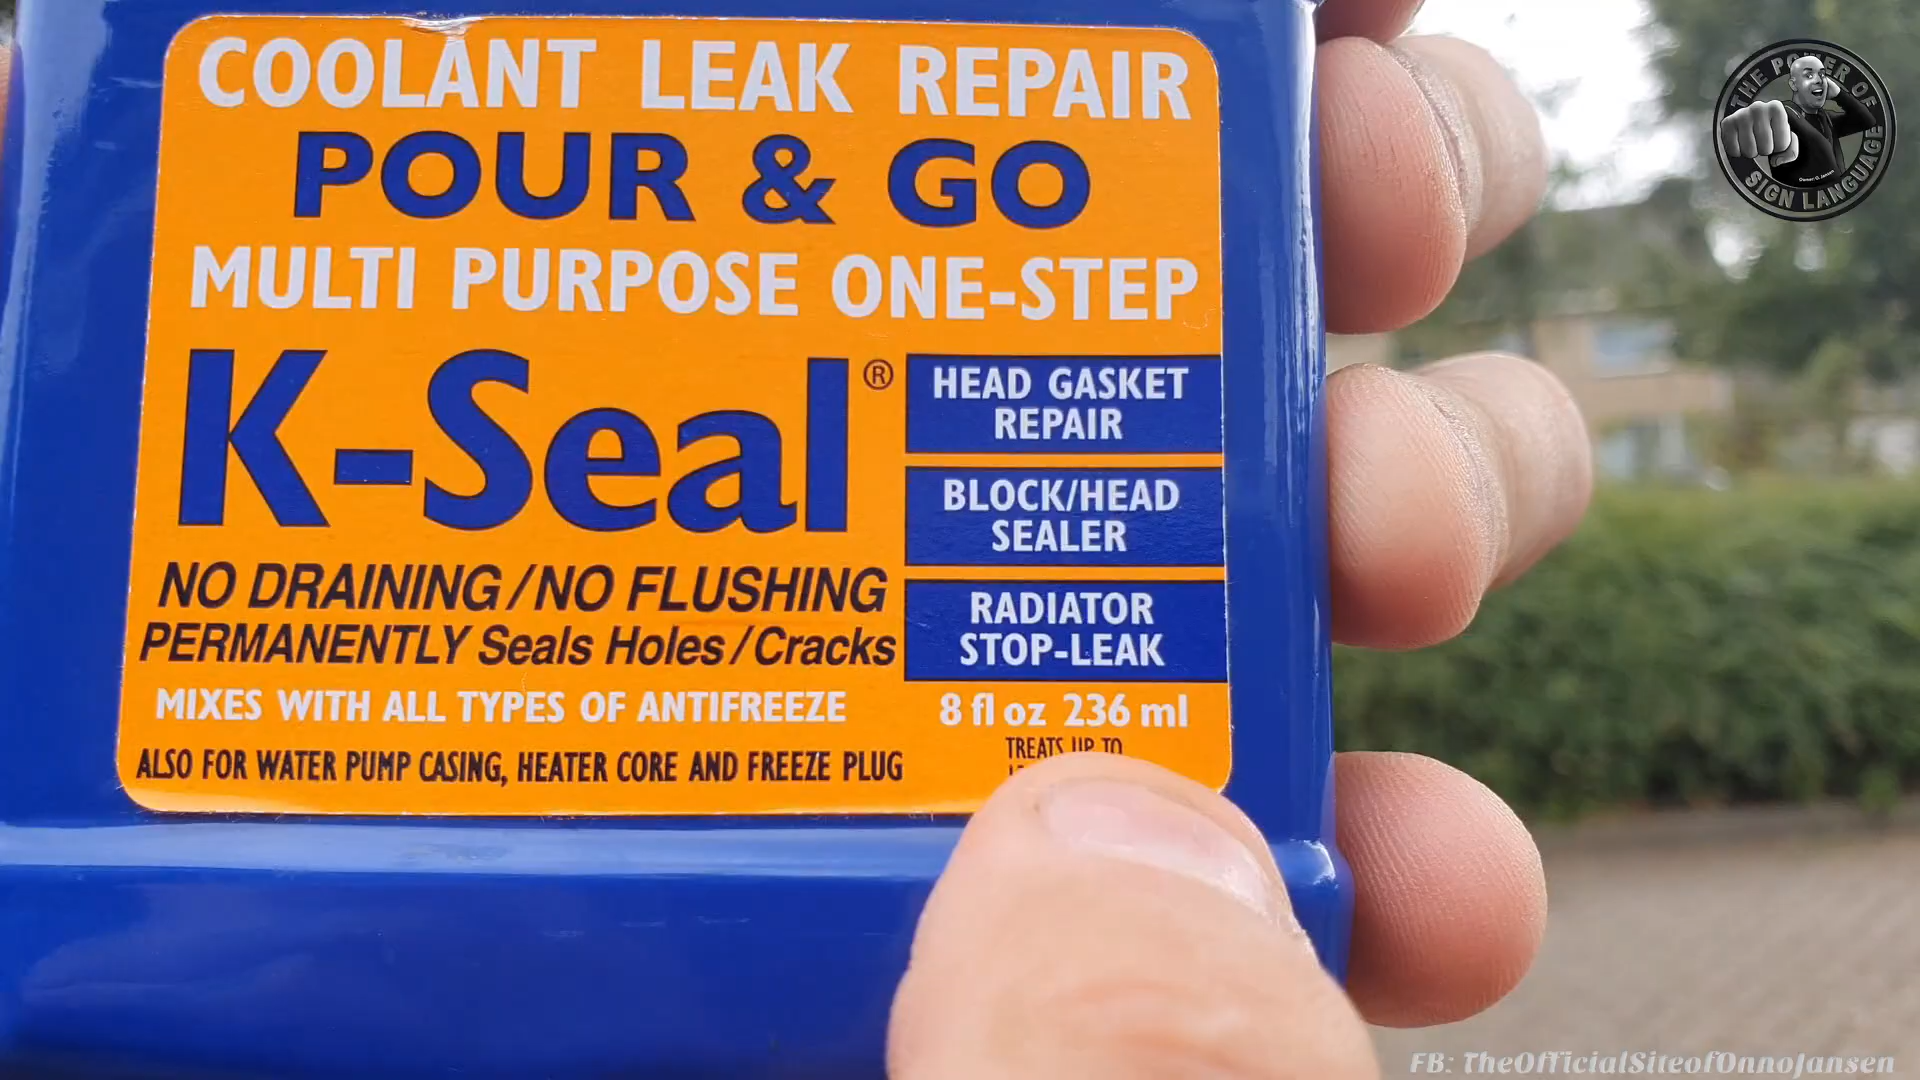 COOLANT LEAK REPAIR
POUR & GO
MULTI PURPOSE ONE-STEP
K-Seal®
HEAD GASKET
REPAIR
BLOCK/HEAD
SEALER
RADIATOR
STOP-LEAK
NO DRAINING/NO FLUSHING
PERMANENTLY Seals Holes/Cracks
MIXES WITH ALL TYPES OF ANTIFREEZE
8 fl oz 236 ml
TREATS UP TO
ALSO FOR WATER PUMP CASING, HEATER CORE AND FREEZE PLUG
THE POWER OF
SIGN LANGUAGE
FB: TheOfficialSiteofOnnoJansen